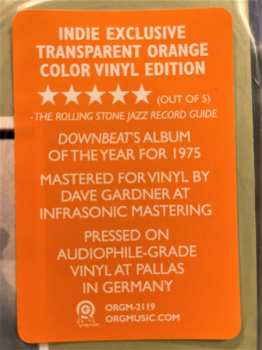 INDIE EXCLUSIVE
TRANSPARENT ORANGE
COLOR VINYL EDITION
★★★★★ (OUT OF 5)
-THE ROLLING STONE JAZZ RECORD GUIDE
DOWNBEAT'S ALBUM
OF THE YEAR FOR 1975
MASTERED FOR VINYL BY
DAVE GARDNER AT
INFRASONIC MASTERING
PRESSED ON
AUDIOPHILE-GRADE
VINYL AT PALLAS
IN GERMANY
ORGM-2119
ORGMUSIC.COM